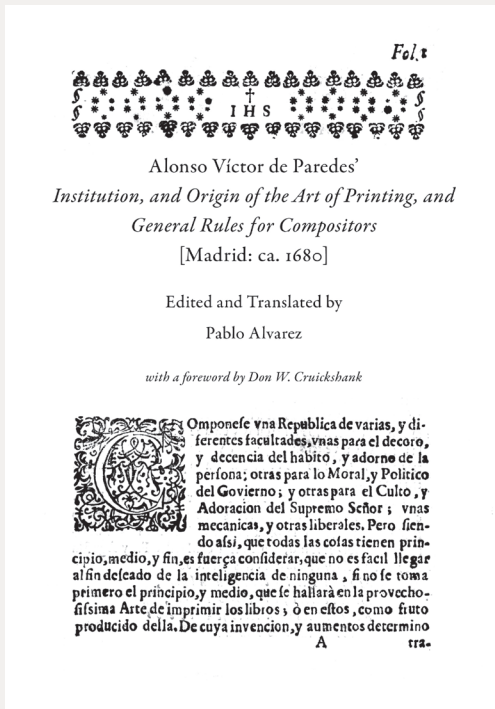 Fol.1
IHS
Alonso Víctor de Paredes’
Institution, and Origin of the Art of Printing, and
General Rules for Compositors
[Madrid: ca. 1680]
Edited and Translated by
Pablo Alvarez
with a foreword by Don W. Cruickshank
Componeſe vna Republica de varias, y di-
ferentes facultades, vnas para el decoro,
y decencia del habito, y adorno de la
perſona; otras para lo Moral, y Politico
del Govierno; y otras para el Culto, y
Adoracion del Supremo Señor; vnas
mecanicas, y otras liberales. Pero ſien-
do aſsi, que todas las coſas tienen prin-
cipio, medio, y fin, es fuerça conſiderar, que no es facil llegar
al fin deſeado de la inteligencia de ninguna, ſi no ſe toma
primero el principio, y medio, que ſe hallarà en la provecho-
ſiſsima Arte de imprimir los libros; ò en eſtos, como fruto
producido della. De cuya invencion, y aumentos determino
A tra-